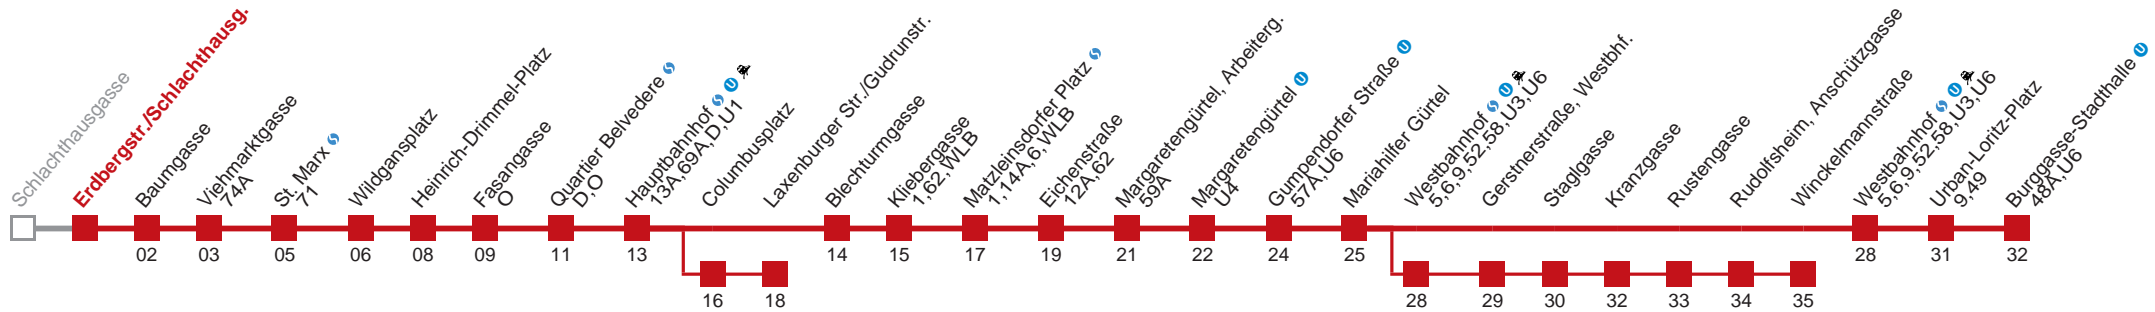 Schlachthausgasse
Erdbergstr./Schlachthausg.
Baumgasse
Viehmarktgasse
74A
St. Marx S
71
Wildgansplatz
Heinrich-Drimmel-Platz
Fasangasse
O
Quartier Belvedere S
D,O
Hauptbahnhof S U
13A,69A,D,U1
Columbusplatz
Laxenburger Str./Gudrunstr.
Blechturmgasse
Kliebergasse
1,62,WLB
Matzleinsdorfer Platz S
1,14A,6,WLB
Eichenstraße
12A,62
Margaretengürtel, Arbeiterg.
59A
Margaretengürtel U
U4
Gumpendorfer Straße U
57A,U6
Mariahilfer Gürtel
Westbahnhof S U
5,6,9,52,58,U3,U6
Gerstnerstraße, Westbhf.
Staglgasse
Kranzgasse
Rustengasse
Rudolfsheim, Anschützgasse
Winckelmannstraße
Westbahnhof S U
5,6,9,52,58,U3,U6
Urban-Loritz-Platz
9,49
Burggasse-Stadthalle U
48A,U6
02 03 05 06 08 09 11 13 14 15 17 19 21 22 24 25 28 31 32
16 18 28 29 30 32 33 34 35